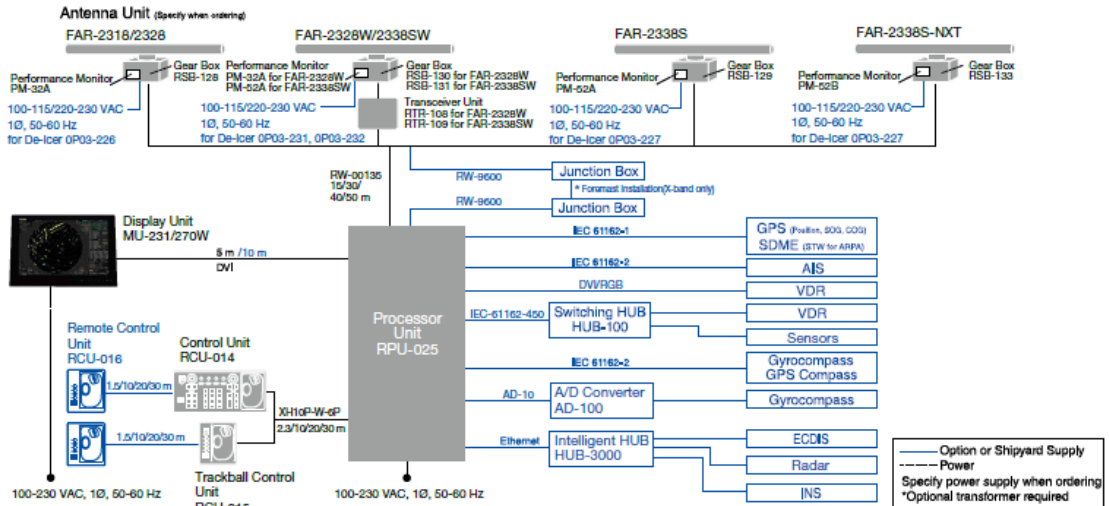 Antenna Unit (Specify when ordering)
FAR-2318/2328
Performance Monitor
PM-32A
Gear Box
RSB-128
100-115/220-230 VAC
1Ø, 50-60 Hz
for De-icer 0P03-226
FAR-2328W/2338SW
Performance Monitor
PM-32A for FAR-2328W
PM-52A for FAR-2338SW
Gear Box
RSB-130 for FAR-2328W
RSB-131 for FAR-2338SW
100-115/220-230 VAC
1Ø, 50-60 Hz
for De-icer 0P03-231, 0P03-232
Transceiver Unit
RTR-108 for FAR-2328W
RTR-109 for FAR-2338SW
FAR-2338S
Performance Monitor
PM-52A
Gear Box
RSB-129
100-115/220-230 VAC
1Ø, 50-60 Hz
for De-icer 0P03-227
FAR-2338S-NXT
Performance Monitor
PM-52B
Gear Box
RSB-133
100-115/220-230 VAC
1Ø, 50-60 Hz
for De-icer 0P03-227
RW-00135
15/30/
40/50 m
RW-9600
Junction Box
* Foremast Installation(X-band only)
RW-9600
Junction Box
Display Unit
MU-231/270W
5 m /10 m
DVI
Processor
Unit
RPU-025
IEC 61162-1
GPS (Position, SOG, COG)
SDME (STW for ARPA)
IEC 61162-2
AIS
DVI/RGB
VDR
IEC-61162-450
Switching HUB
HUB-100
VDR
Sensors
IEC 61162-2
Gyrocompass
GPS Compass
AD-10
A/D Converter
AD-100
Gyrocompass
Ethernet
Intelligent HUB
HUB-3000
ECDIS
Radar
INS
Remote Control
Unit
RCU-016
Control Unit
RCU-014
1.5/10/20/30 m
XH10P-W-6P
2.3/10/20/30 m
1.5/10/20/30 m
Trackball Control
Unit
RCU-015
100-230 VAC, 1Ø, 50-60 Hz
100-230 VAC, 1Ø, 50-60 Hz
Option or Shipyard Supply
Power
Specify power supply when ordering
*Optional transformer required